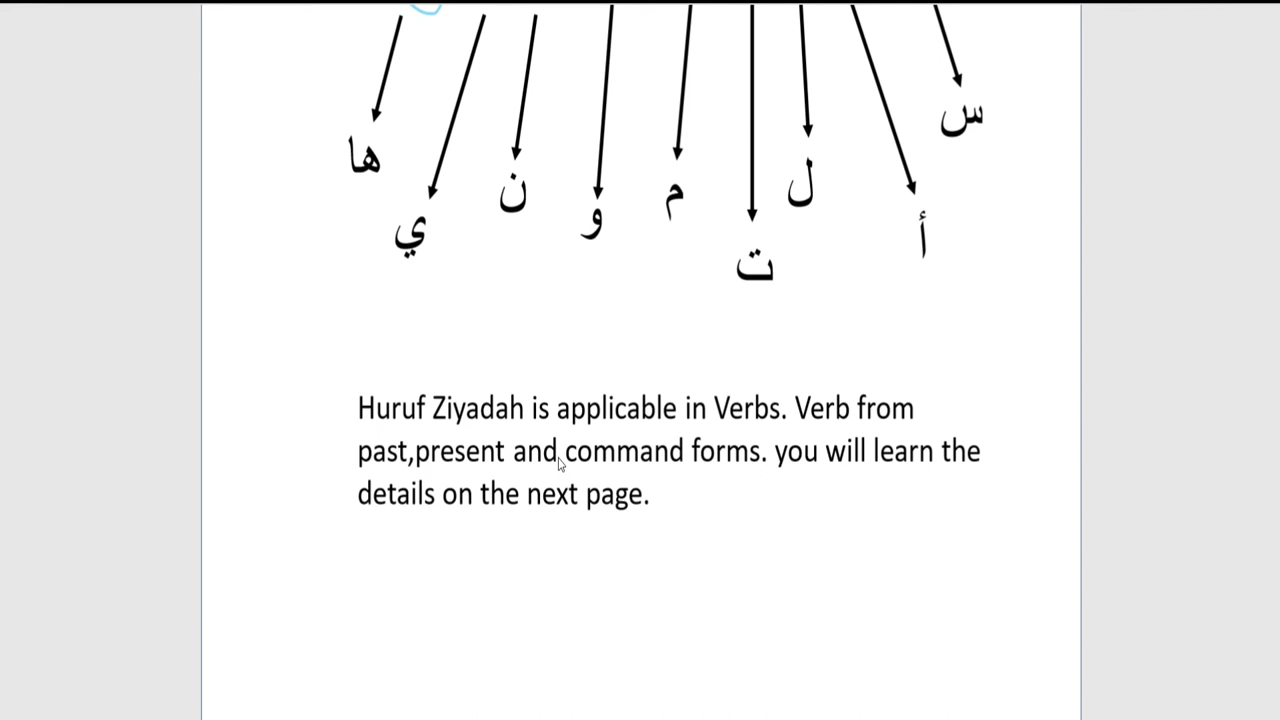 س
أ
ل
ت
م
و
ن
ي
ها
Huruf Ziyadah is applicable in Verbs. Verb from
past,present and command forms. you will learn the
details on the next page.